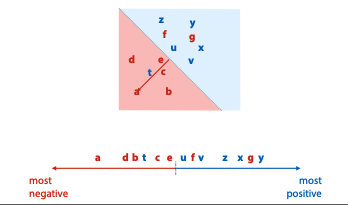 z
y
f
g
u
x
d
e
v
t
c
a
b
a d b t c e u f v z x g y
most
negative
most
positive